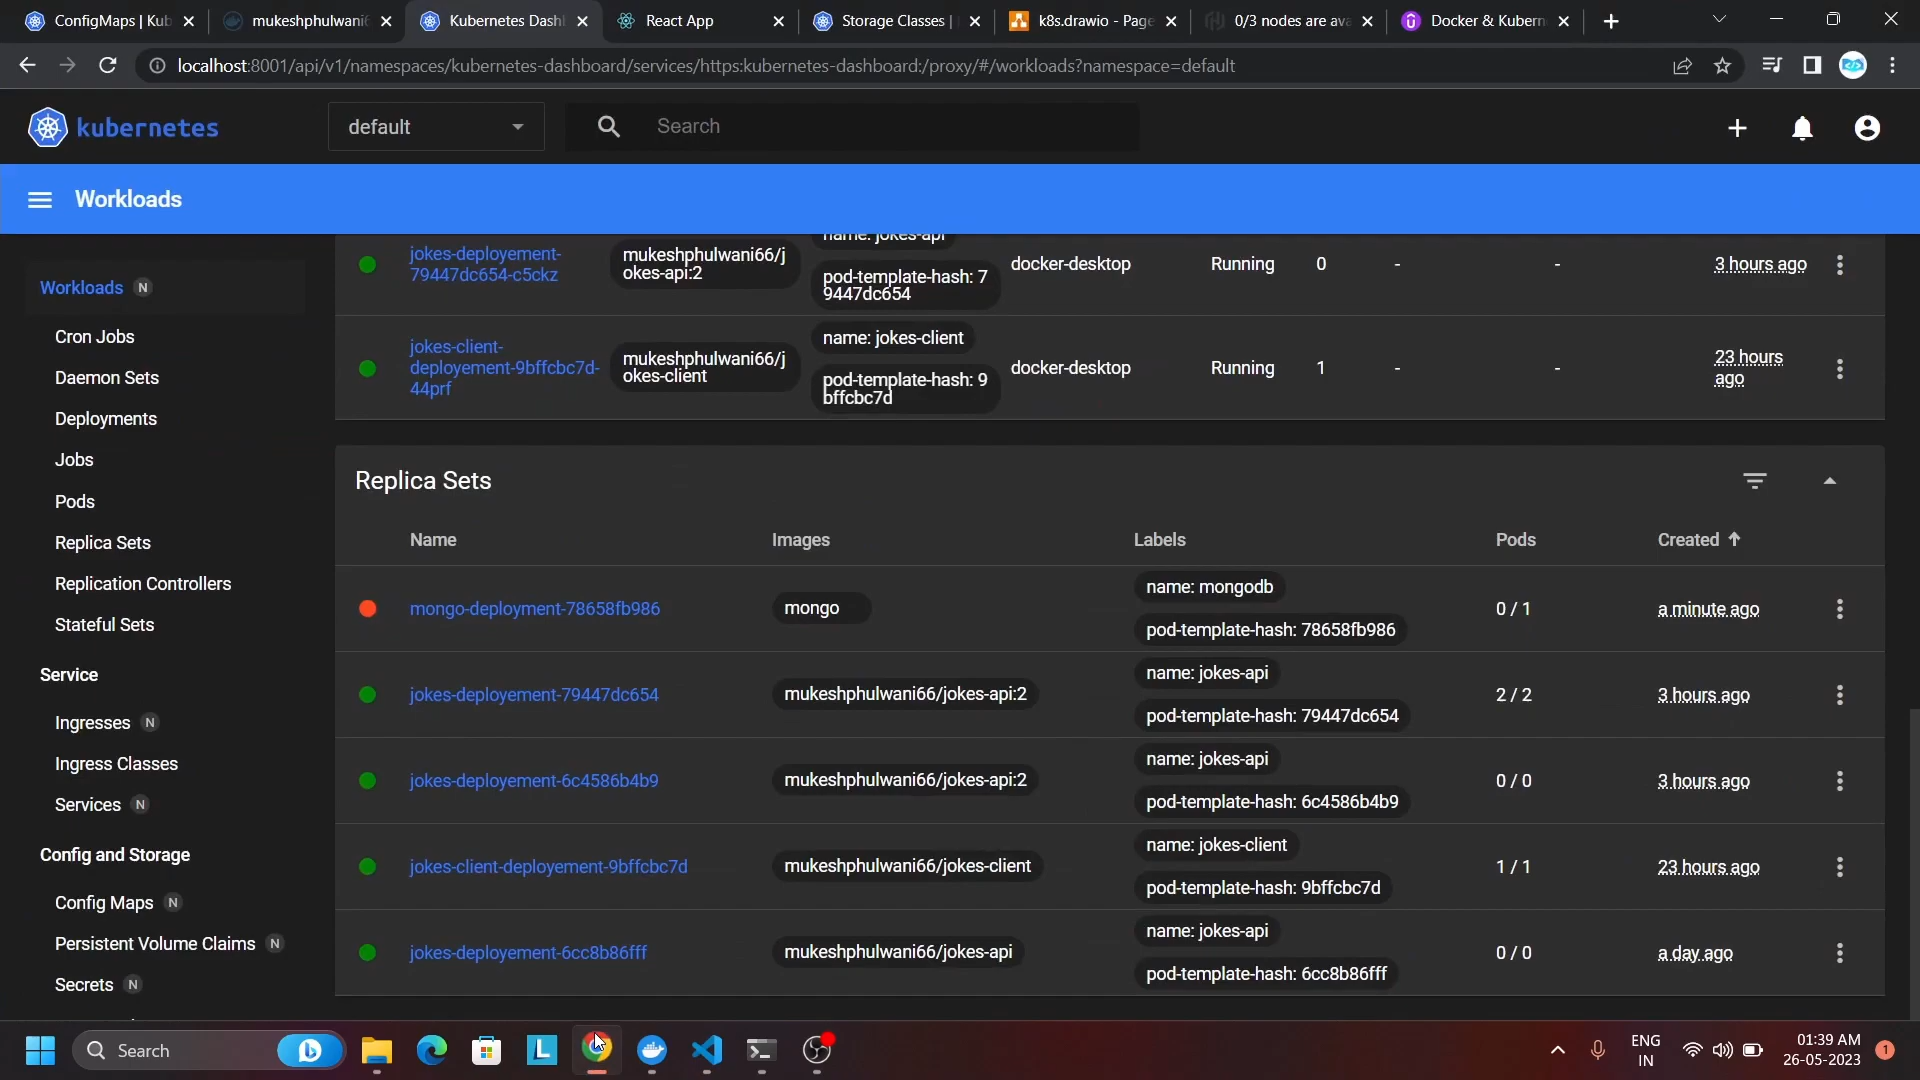 ConfigMaps | Kub
mukeshphulwani6
Kubernetes Dash
React App
Storage Classes |
k8s.drawio - Page
0/3 nodes are ava
Docker & Kubern
localhost:8001/api/v1/namespaces/kubernetes-dashboard/services/https:kubernetes-dashboard:/proxy/#/workloads?namespace=default
kubernetes
default
Search
Workloads
Workloads N
Cron Jobs
Daemon Sets
Deployments
Jobs
Pods
Replica Sets
Replication Controllers
Stateful Sets
Service
Ingresses N
Ingress Classes
Services N
Config and Storage
Config Maps N
Persistent Volume Claims N
Secrets N
name: jokes-api
jokes-deployement-
79447dc654-c5ckz
mukeshphulwani66/j
okes-api:2
pod-template-hash: 7
9447dc654
docker-desktop
Running
0
-
-
3 hours ago
jokes-client-
deployement-9bffcbc7d-
44prf
mukeshphulwani66/j
okes-client
name: jokes-client
pod-template-hash: 9
bffcbc7d
docker-desktop
Running
1
-
-
23 hours
ago
Replica Sets
Name
Images
Labels
Pods
Created
mongo-deployment-78658fb986
mongo
name: mongodb
pod-template-hash: 78658fb986
0 / 1
a minute ago
jokes-deployement-79447dc654
mukeshphulwani66/jokes-api:2
name: jokes-api
pod-template-hash: 79447dc654
2 / 2
3 hours ago
jokes-deployement-6c4586b4b9
mukeshphulwani66/jokes-api:2
name: jokes-api
pod-template-hash: 6c4586b4b9
0 / 0
3 hours ago
jokes-client-deployement-9bffcbc7d
mukeshphulwani66/jokes-client
name: jokes-client
pod-template-hash: 9bffcbc7d
1 / 1
23 hours ago
jokes-deployement-6cc8b86fff
mukeshphulwani66/jokes-api
name: jokes-api
pod-template-hash: 6cc8b86fff
0 / 0
a day ago
Search
L
ENG
IN
01:39 AM
26-05-2023
1